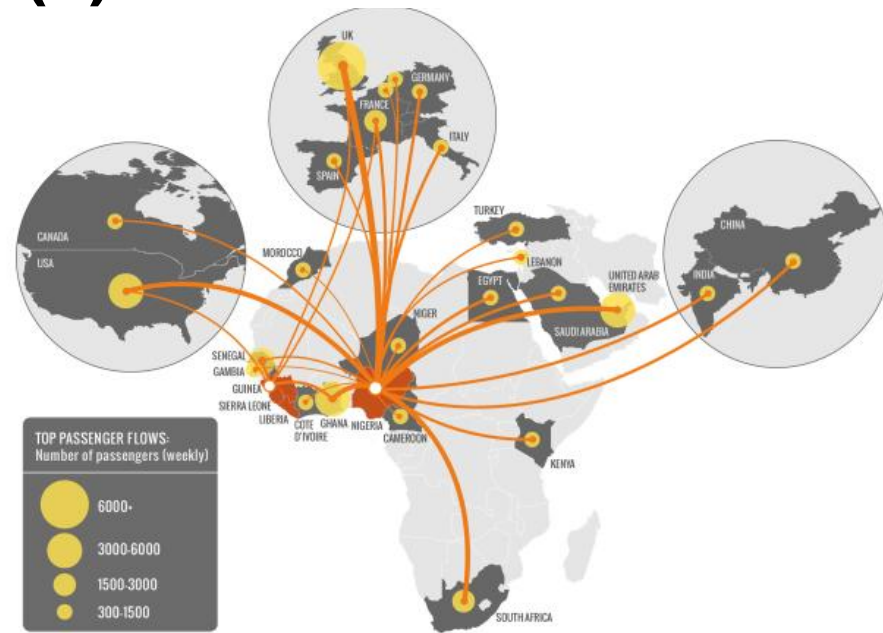 UK
GERMANY
FRANCE
ITALY
SPAIN
CANADA
USA
MOROCCO
TURKEY
LEBANON
EGYPT
UNITED ARAB
EMIRATES
SAUDI ARABIA
NIGER
CHINA
INDIA
SENEGAL
GAMBIA
GUINEA
SIERRA LEONE
LIBERIA
COTE
D'IVOIRE
GHANA
NIGERIA
CAMEROON
KENYA
SOUTH AFRICA
TOP PASSENGER FLOWS:
Number of passengers (weekly)
6000+
3000-6000
1500-3000
300-1500